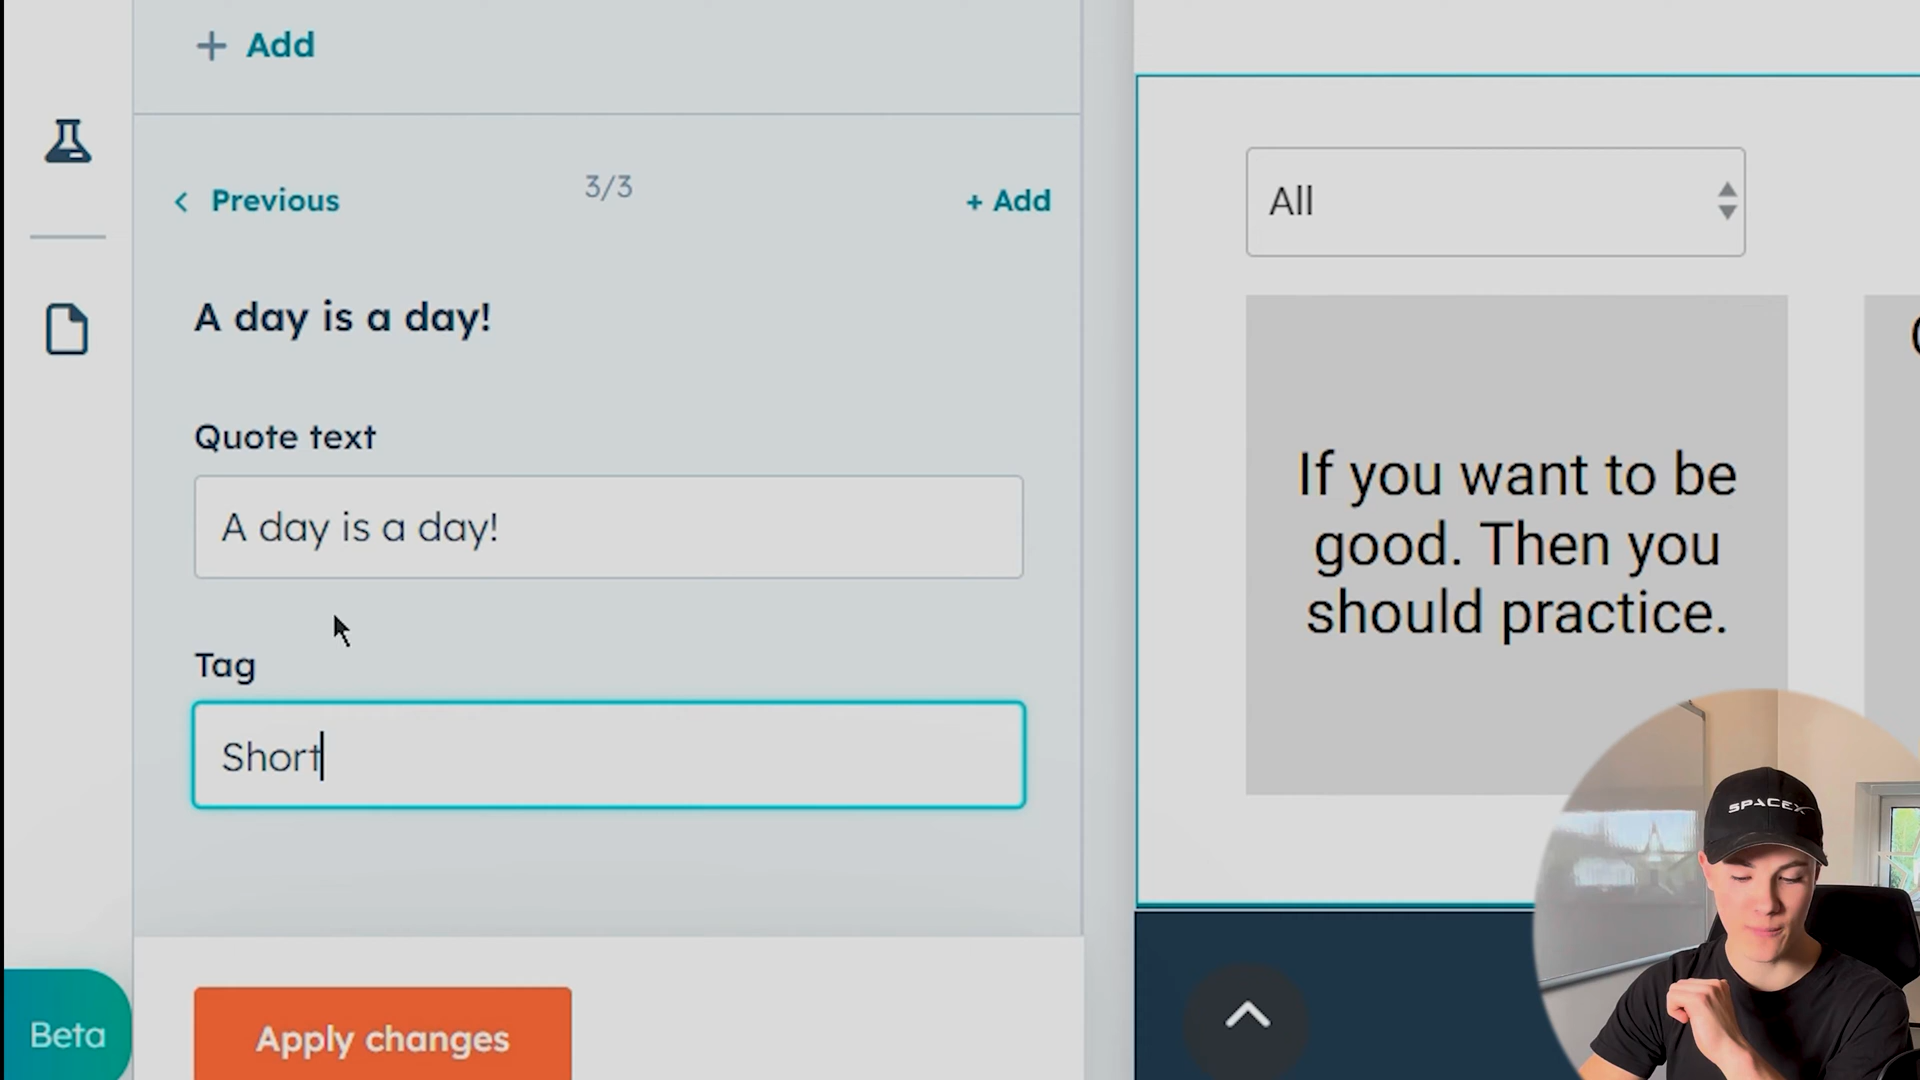 + Add
Previous
3/3
+ Add
A day is a day!
Quote text
A day is a day!
Tag
Short
Apply changes
Beta
All
If you want to be
good. Then you
should practice.
SPACEX